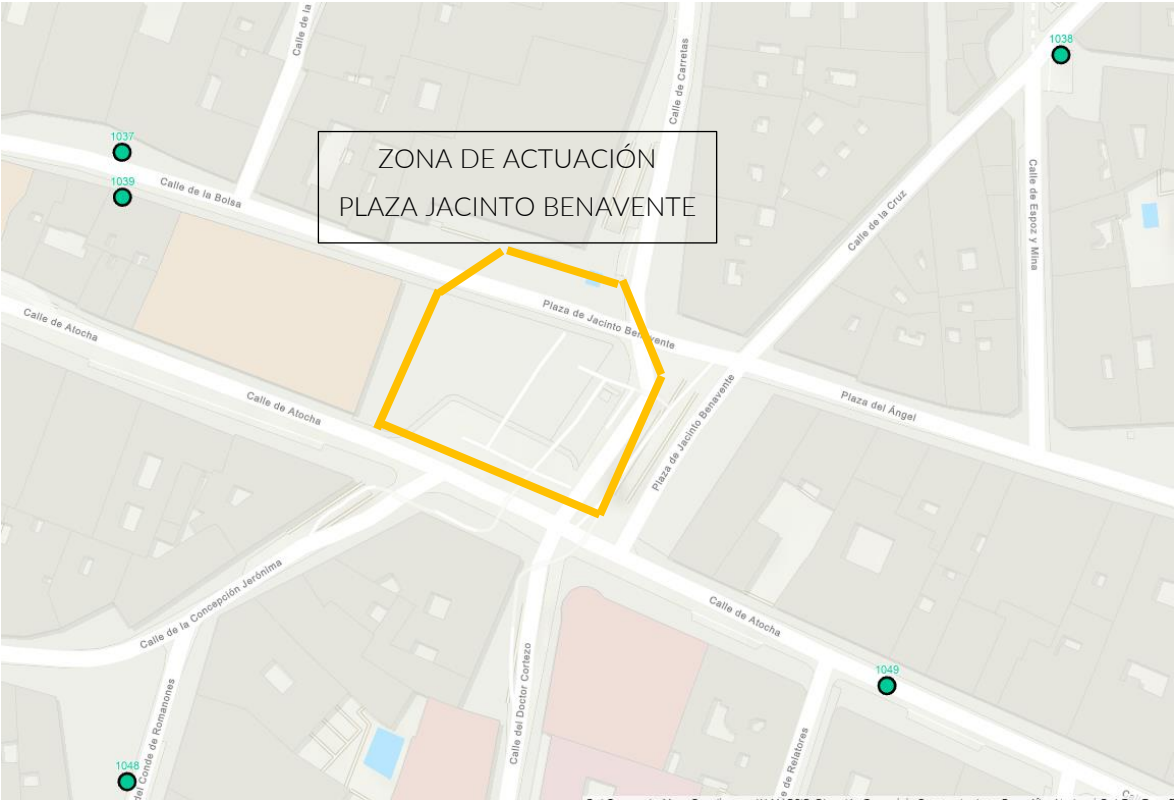 Calle de la
Calle de Carretas
1038
1037
ZONA DE ACTUACIÓN
PLAZA JACINTO BENAVENTE
1039
Calle de la Bolsa
Calle de la Cruz
Calle de Espoz y Mina
Calle de Atocha
Plaza de Jacinto Benavente
Calle de Atocha
Plaza del Ángel
Plaza de Jacinto Benavente
Calle de la Concepción Jerónima
Calle de Atocha
1049
Calle del Doctor Cortezo
del Conde de Romanones
de Relatores
1048